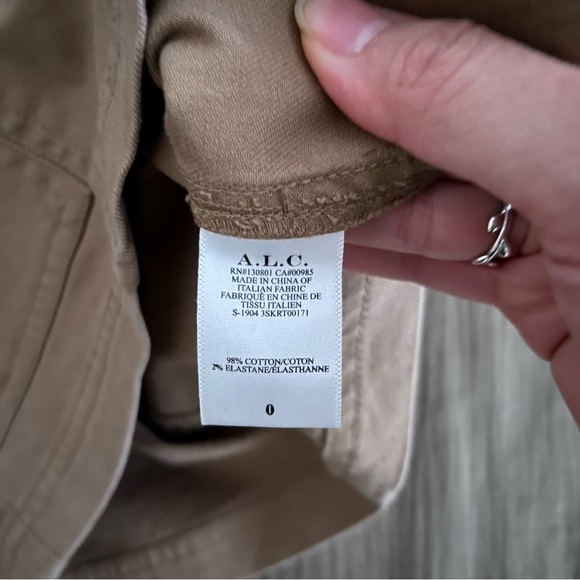 A.L.C.
RN#130801 CA#00985
MADE IN CHINA OF
ITALIAN FABRIC
FABRIQUÉ EN CHINE DE
TISSU ITALIEN
S-1904 3SKRT00171
98% COTTON/COTON
2% ELASTANE/ÉLASTHANNE
0